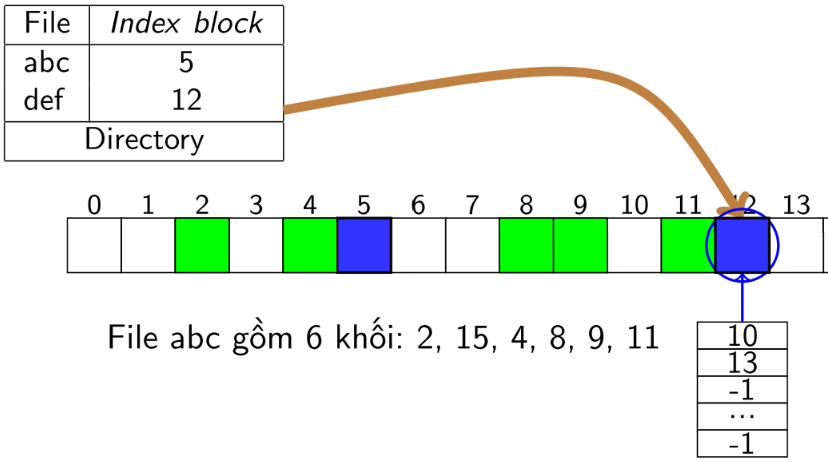 File Index block
abc 5
def 12
Directory
0 1 2 3 4 5 6 7 8 9 10 11 12 13
File abc gồm 6 khối: 2, 15, 4, 8, 9, 11
10
13
-1
...
-1